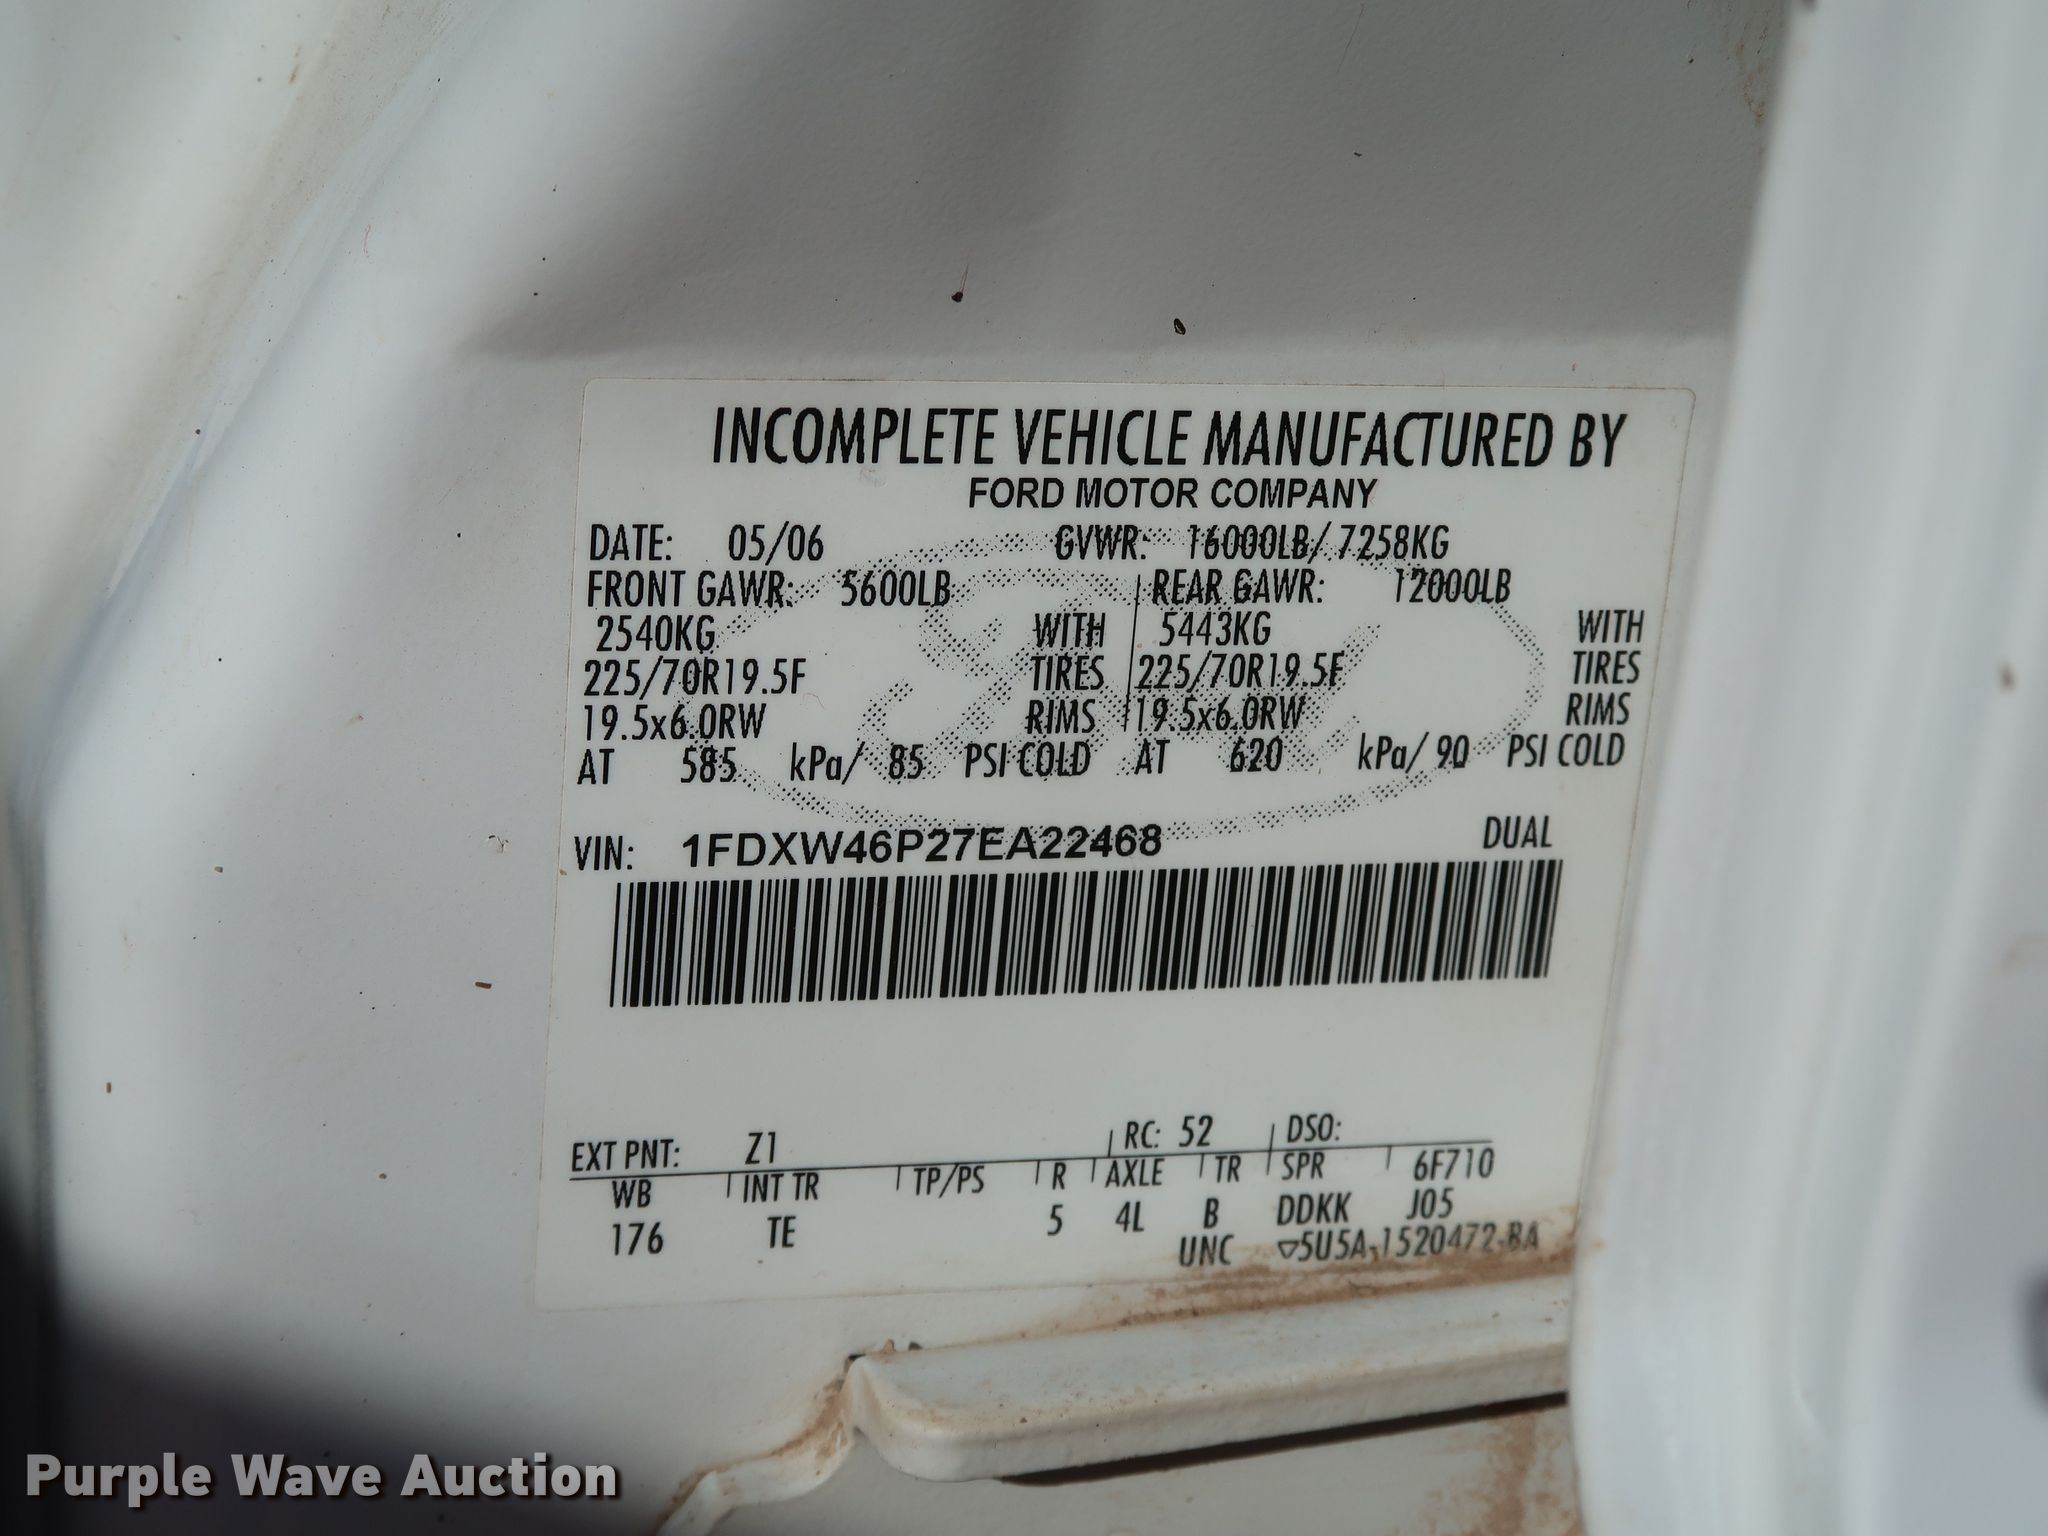 INCOMPLETE VEHICLE MANUFACTURED BY
FORD MOTOR COMPANY
DATE: 05/06 GVWR: 16000LB/ 7258KG
FRONT GAWR: 5600LB REAR GAWR: 12000LB
2540KG WITH 5443KG WITH
225/70R19.5F TIRES 225/70R19.5F TIRES
19.5x6.0RW RIMS 19.5x6.0RW RIMS
AT 585 kPa/ 85 PSI COLD AT 620 kPa/ 90 PSI COLD
VIN: 1FDXW46P27EA22468 DUAL
EXT PNT: Z1 RC: 52 DSO:
WB INT TR TP/PS R AXLE TR SPR 6F710
176 TE 5 4L B DDKK J05
UNC ▽5U5A-1520472-BA
Purple Wave Auction